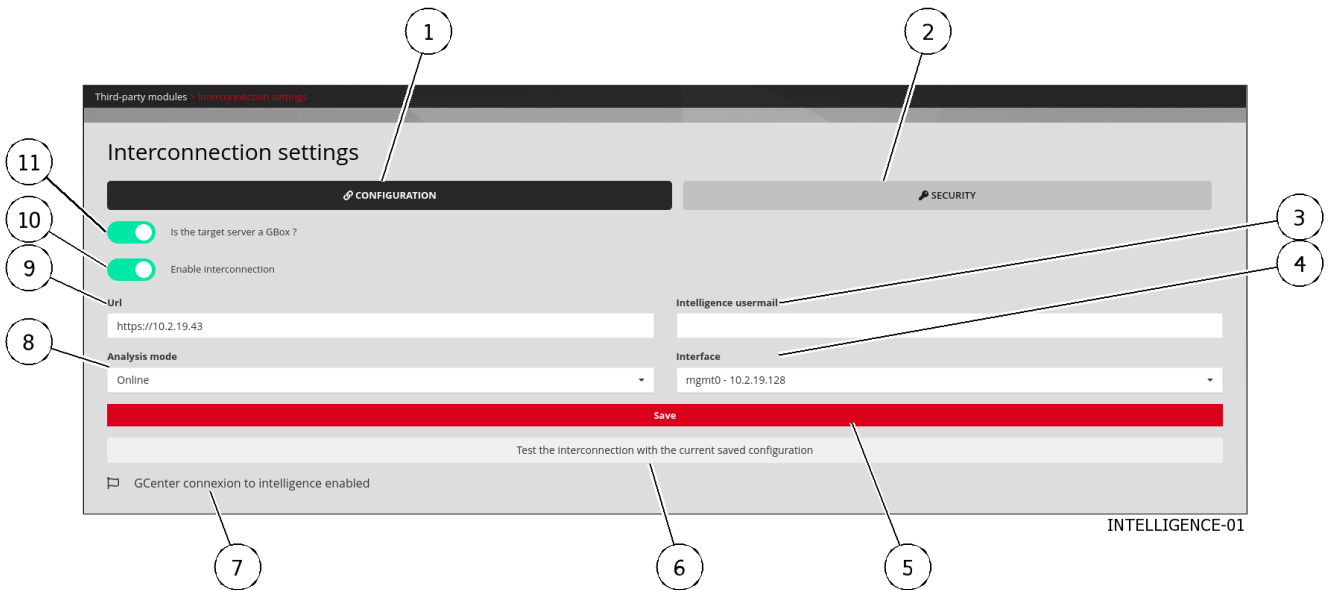 1
2
Third-party modules > Interconnection settings
Interconnection settings
11
CONFIGURATION
SECURITY
10
Is the target server a GBox ?
3
9
Enable interconnection
4
Url
Intelligence usermail
https://10.2.19.43
8
Analysis mode
Interface
Online
mgmt0 - 10.2.19.128
Save
Test the interconnection with the current saved configuration
GCenter connexion to intelligence enabled
INTELLIGENCE-01
7
6
5